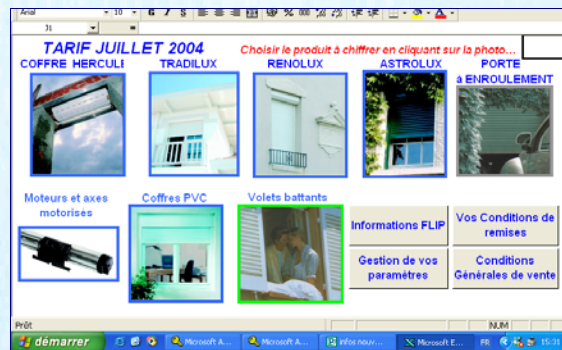 Arial 10 G I S
J1 =
TARIF JUILLET 2004 Choisir le produit à chiffrer en cliquant sur la photo...
COFFRE HERCULE TRADILUX RENOLUX ASTROLUX PORTE
à ENROULEMENT
Moteurs et axes
motorisés
Coffres PVC
Volets battants
Informations FLIP
Vos Conditions de
remises
Gestion de vos
paramètres
Conditions
Générales de vente
Prêt NUM
démarrer Microsoft A... Microsoft A... infos nouv... Microsoft E... FR 15:31